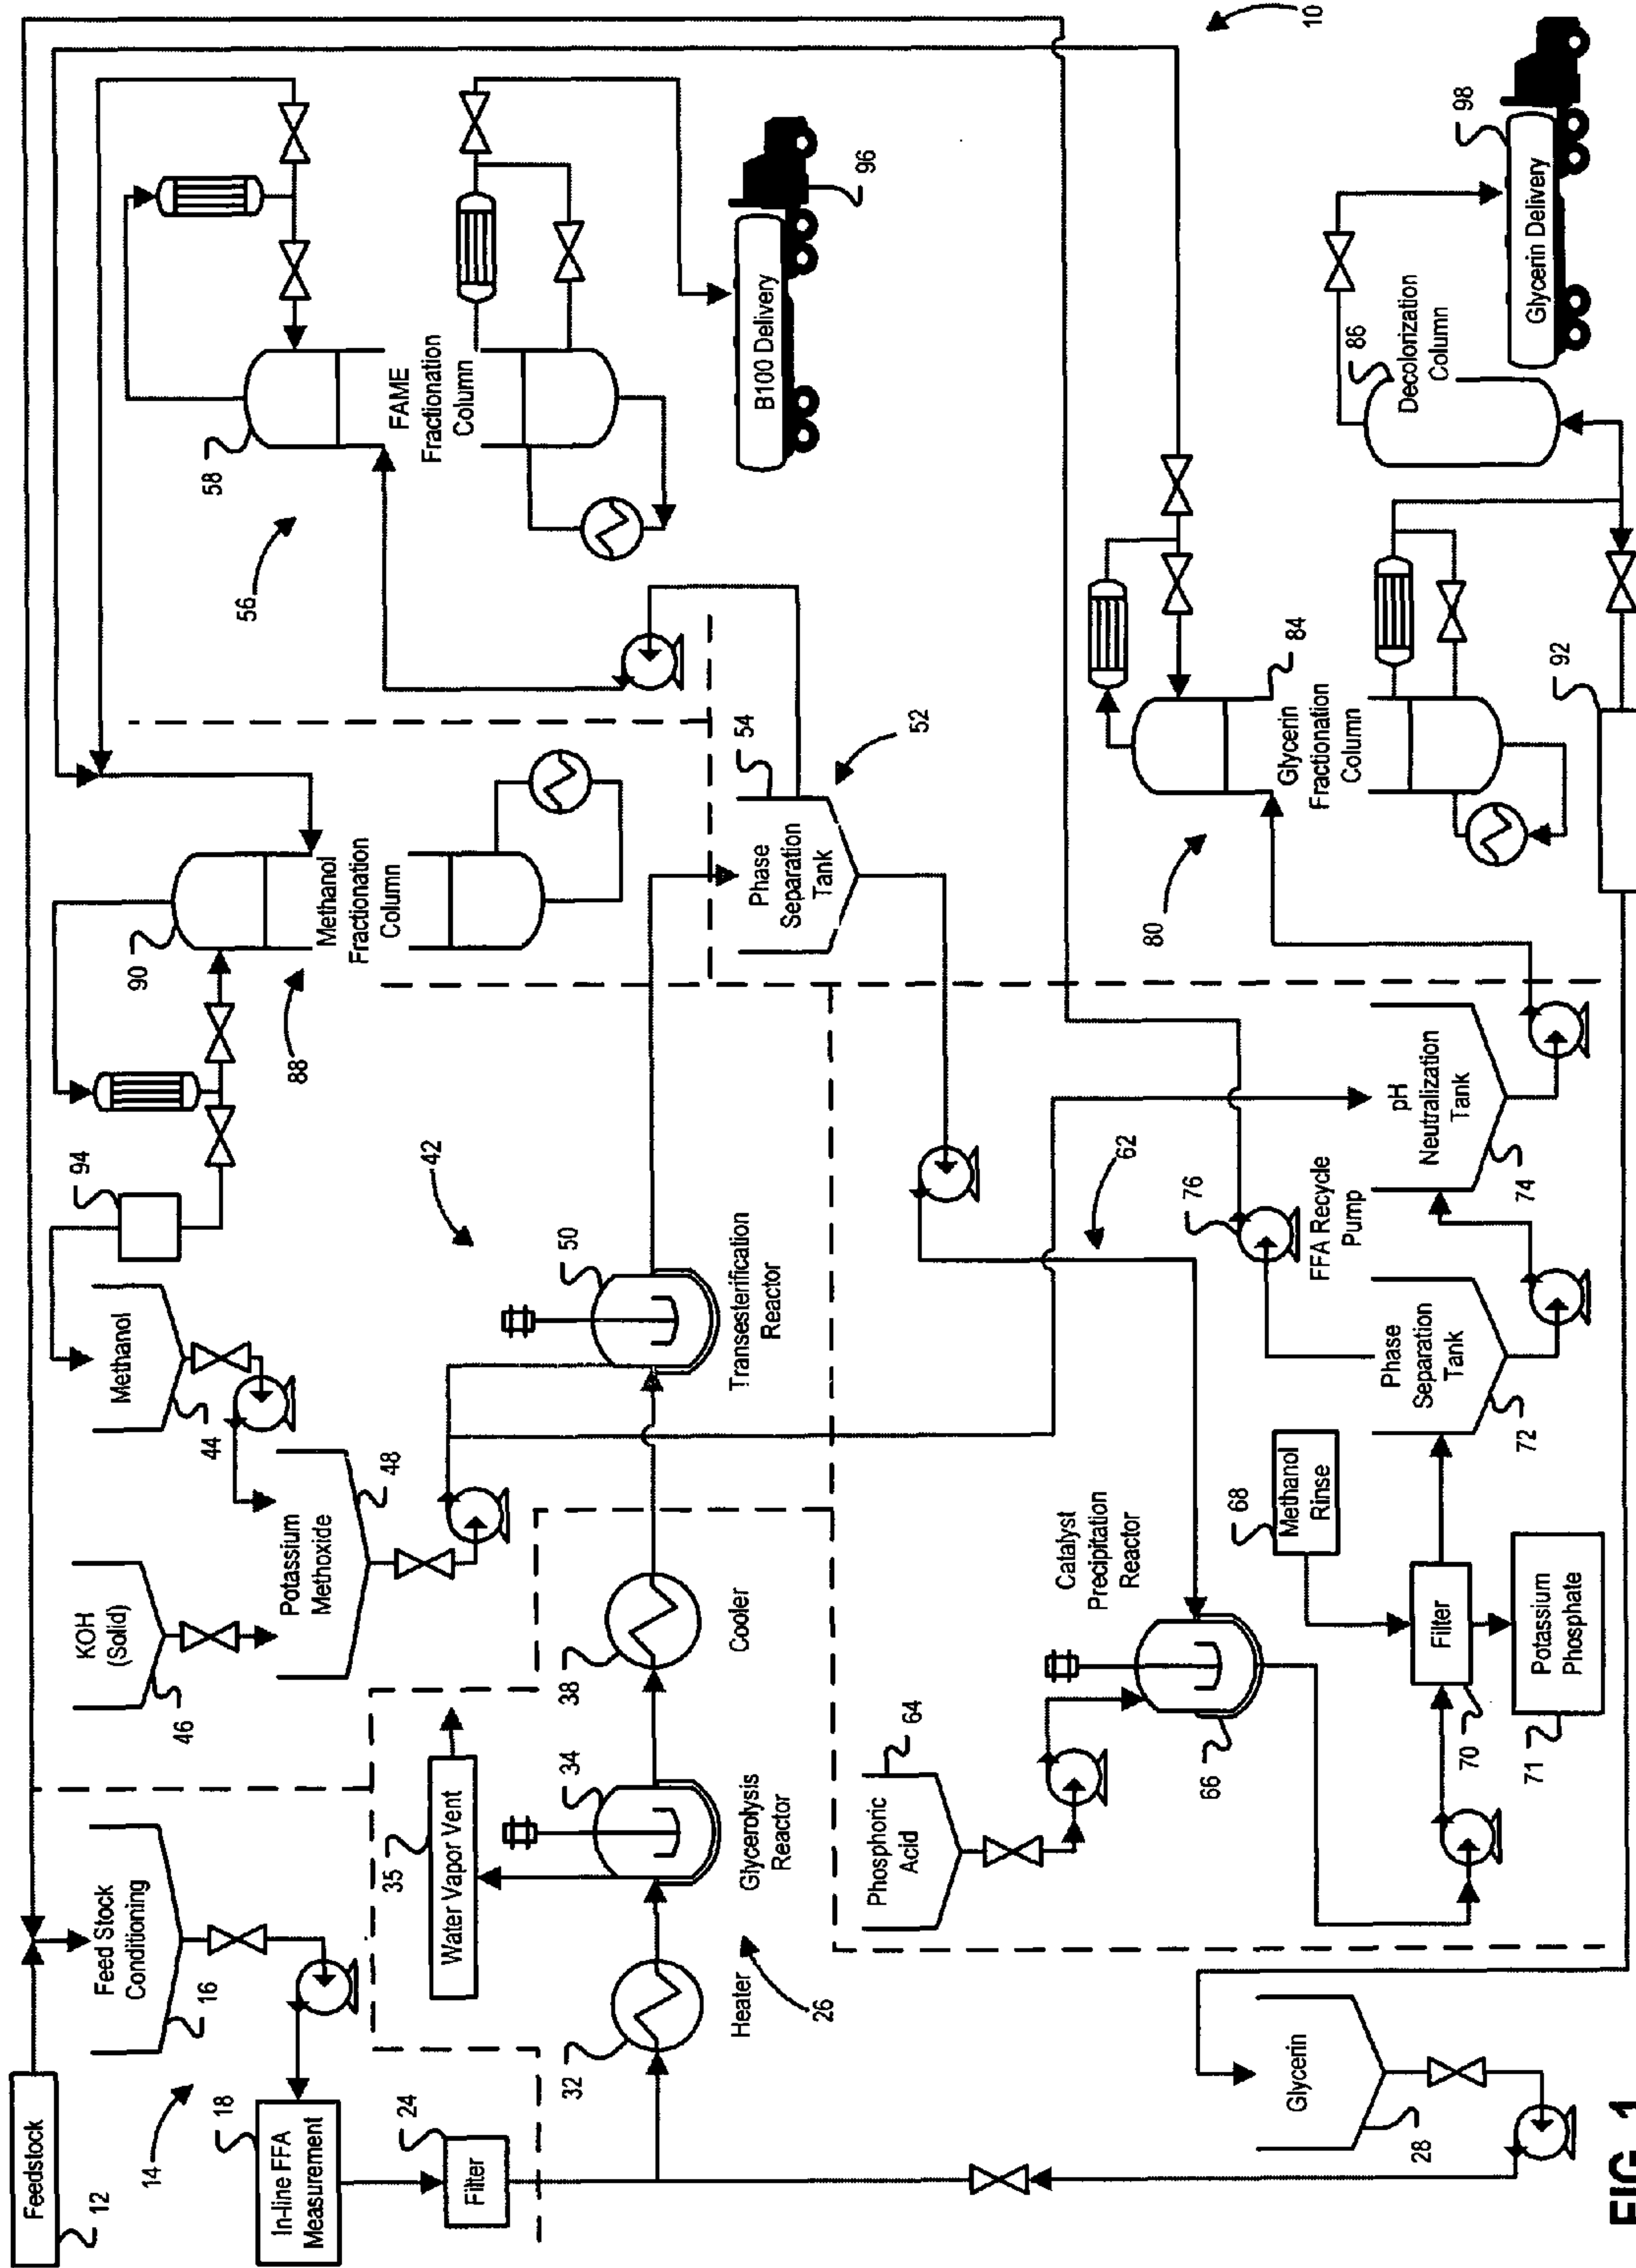 Feedstock
12
14
Feed Stock
Conditioning
16
In-line FFA
Measurement
18
Filter
24
KOH
(Solid)
46
Methanol
44
Potassium
Methoxide
48
94
Methanol
Fractionation
Column
90
88
FAME
Fractionation
Column
58
56
B100 Delivery
96
Water Vapor Vent
35
Heater
32
26
Glycerolysis
Reactor
34
Cooler
38
Transesterification
Reactor
50
42
Phase
Separation
Tank
54
52
Phosphoric
Acid
64
Catalyst
Precipitation
Reactor
66
62
Methanol
Rinse
68
Filter
70
Potassium
Phosphate
71
Phase
Separation
Tank
72
FFA Recycle
Pump
76
pH
Neutralization
Tank
74
Glycerin
Fractionation
Column
84
80
92
Decolorization
Column
86
Glycerin Delivery
98
10
Glycerin
28
FIG. 1